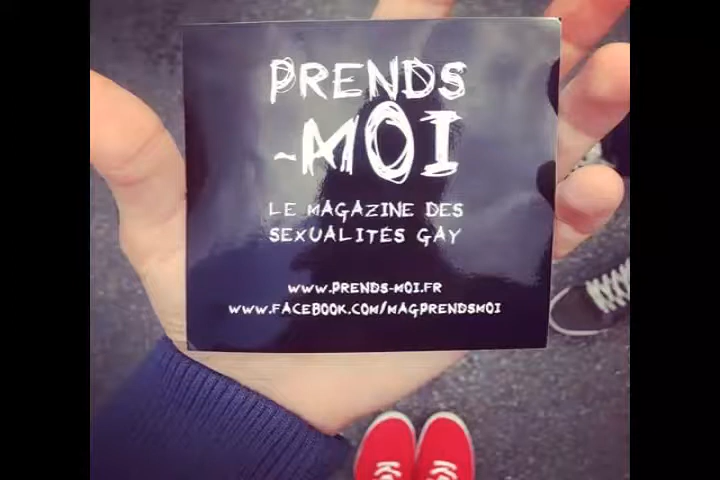 PRENDS
-MOI
LE MAGAZINE DES
SEXUALITÉS GAY
WWW.PRENDS-MOI.FR
WWW.FACEBOOK.COM/MAGPRENDSMOI